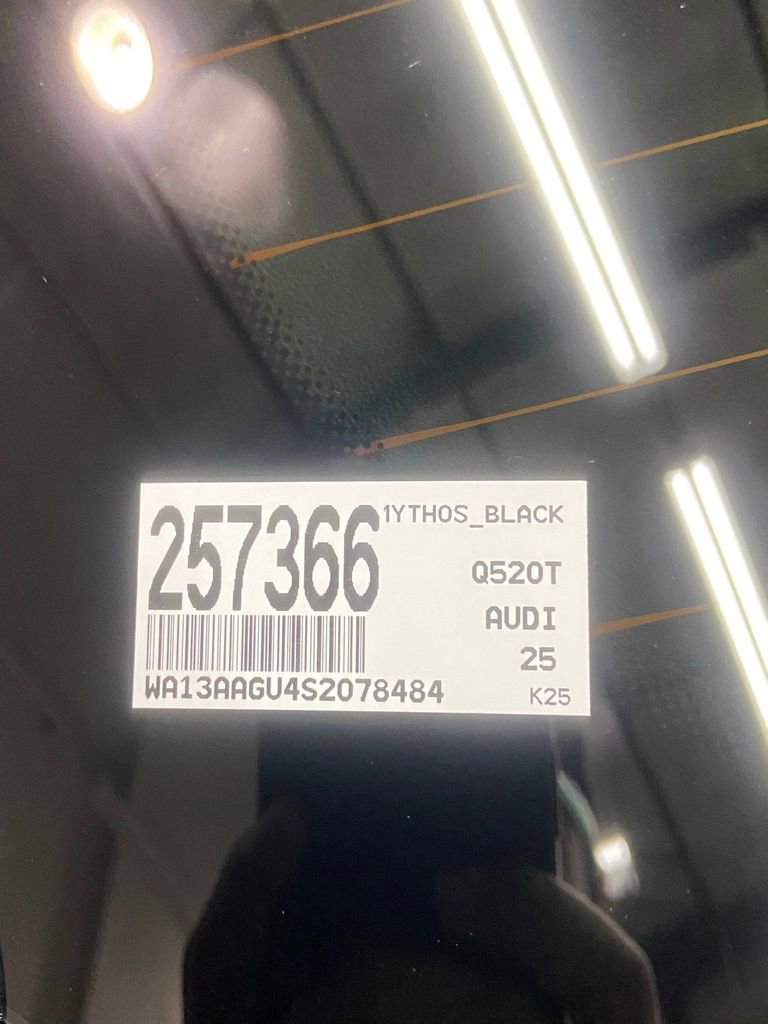 257366
1YTHOS_BLACK
Q520T
AUDI
25
WA13AAGU4S2078484
K25